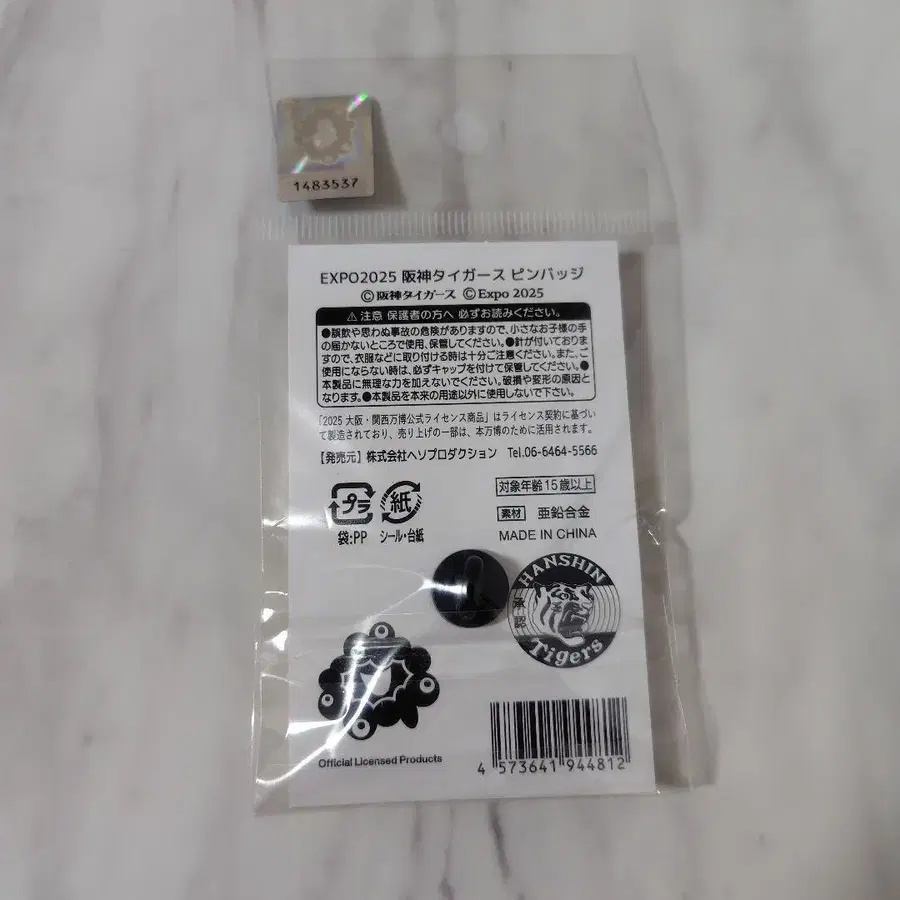 1483537
EXPO2025 阪神タイガース ピンバッジ
Ⓒ阪神タイガース ⒸExpo 2025
⚠注意 保護者の方へ 必ずお読みください。
●誤飲や思わぬ事故の危険がありますので、小さなお子様の手
の届かないところで使用、保管してください。●針が付いておりま
すので、衣服などに取り付ける時は十分ご注意ください。また、ご
使用にならない時は、必ずキャップを付けて保管してください。●
本製品に無理な力を加えないでください。破損や変形の原因と
なります。●本製品を本来の用途以外に使用しないで下さい。
「2025 大阪・関西万博公式ライセンス商品」はライセンス契約に基づい
て製造されており、売り上げの一部は、本万博のために活用されます。
【発売元】株式会社ヘソプロダクション Tel.06-6464-5566
対象年齢15歳以上
プラ 紙
素材 亜鉛合金
袋:PP シール・台紙
MADE IN CHINA
HANSHIN
承認
Tigers
Official Licensed Products
4 573641 944812